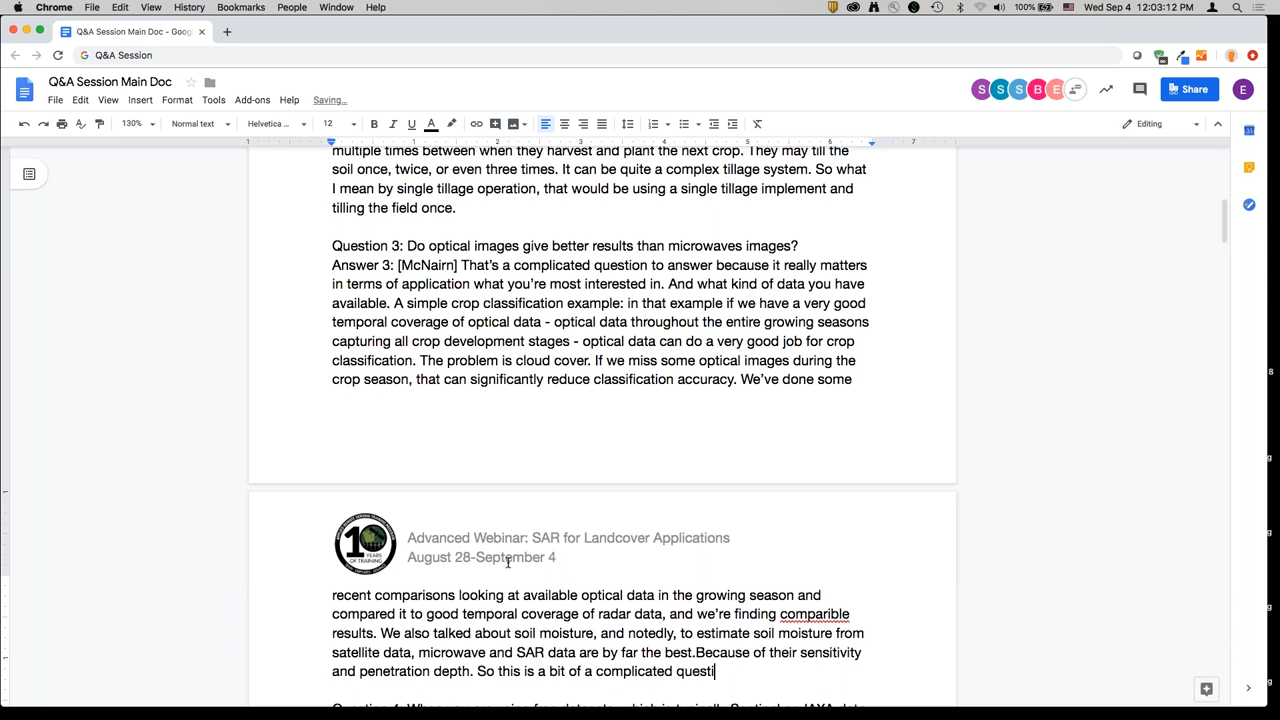 Chrome File Edit View History Bookmarks People Window Help 100% Wed Sep 4 12:03:12 PM
Q&A Session Main Doc - Goog
Q&A Session
Q&A Session Main Doc
S S S B E Share E
File Edit View Insert Format Tools Add-ons Help Saving...
130% Normal text Helvetica ... 12 B I U A Editing
1 1 2 3 4 5 6 7
multiple times between when they harvest and plant the next crop. They may till the
soil once, twice, or even three times. It can be quite a complex tillage system. So what
I mean by single tillage operation, that would be using a single tillage implement and
tilling the field once.
Question 3: Do optical images give better results than microwaves images?
Answer 3: [McNairn] That's a complicated question to answer because it really matters
in terms of application what you're most interested in. And what kind of data you have
available. A simple crop classification example: in that example if we have a very good
temporal coverage of optical data - optical data throughout the entire growing seasons
capturing all crop development stages - optical data can do a very good job for crop
classification. The problem is cloud cover. If we miss some optical images during the
crop season, that can significantly reduce classification accuracy. We've done some
10
YEARS
OF TRAINING
Advanced Webinar: SAR for Landcover Applications
August 28-September 4
recent comparisons looking at available optical data in the growing season and
compared it to good temporal coverage of radar data, and we're finding comparible
results. We also talked about soil moisture, and notedly, to estimate soil moisture from
satellite data, microwave and SAR data are by far the best.Because of their sensitivity
and penetration depth. So this is a bit of a complicated questi